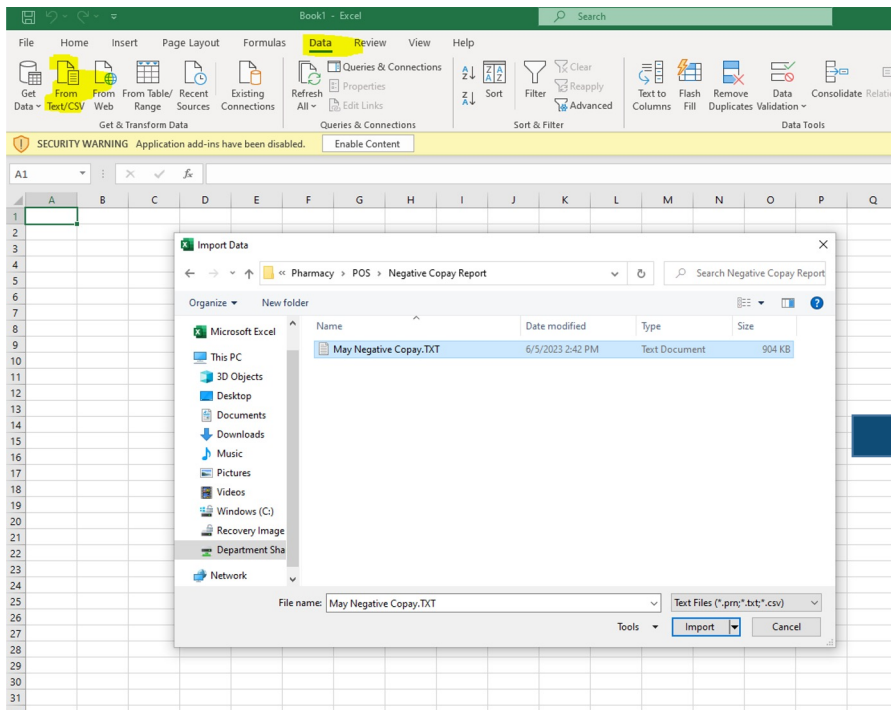 Book1 - Excel
Search
File Home Insert Page Layout Formulas Data Review View Help
Get Data
From Text/CSV
From Web
From Table/ Range
Recent Sources
Existing Connections
Get & Transform Data
Refresh All
Queries & Connections
Properties
Edit Links
Queries & Connections
Sort
Filter
Clear
Reapply
Advanced
Sort & Filter
Text to Columns
Flash Fill
Remove Duplicates
Data Validation
Consolidate
Data Tools
SECURITY WARNING Application add-ins have been disabled. Enable Content
A1 fx
A B C D E F G H I J K L M N O P Q
1
2
3
4
5
6
7
8
9
10
11
12
13
14
15
16
17
18
19
20
21
22
23
24
25
26
27
28
29
30
31
Import Data
« Pharmacy > POS > Negative Copay Report
Search Negative Copay Report
Organize New folder
Name Date modified Type Size
May Negative Copay.TXT 6/5/2023 2:42 PM Text Document 904 KB
Microsoft Excel
This PC
3D Objects
Desktop
Documents
Downloads
Music
Pictures
Videos
Windows (C:)
Recovery Image
Department Sha
Network
File name: May Negative Copay.TXT Text Files (*.prn;*.txt;*.csv)
Tools Import Cancel